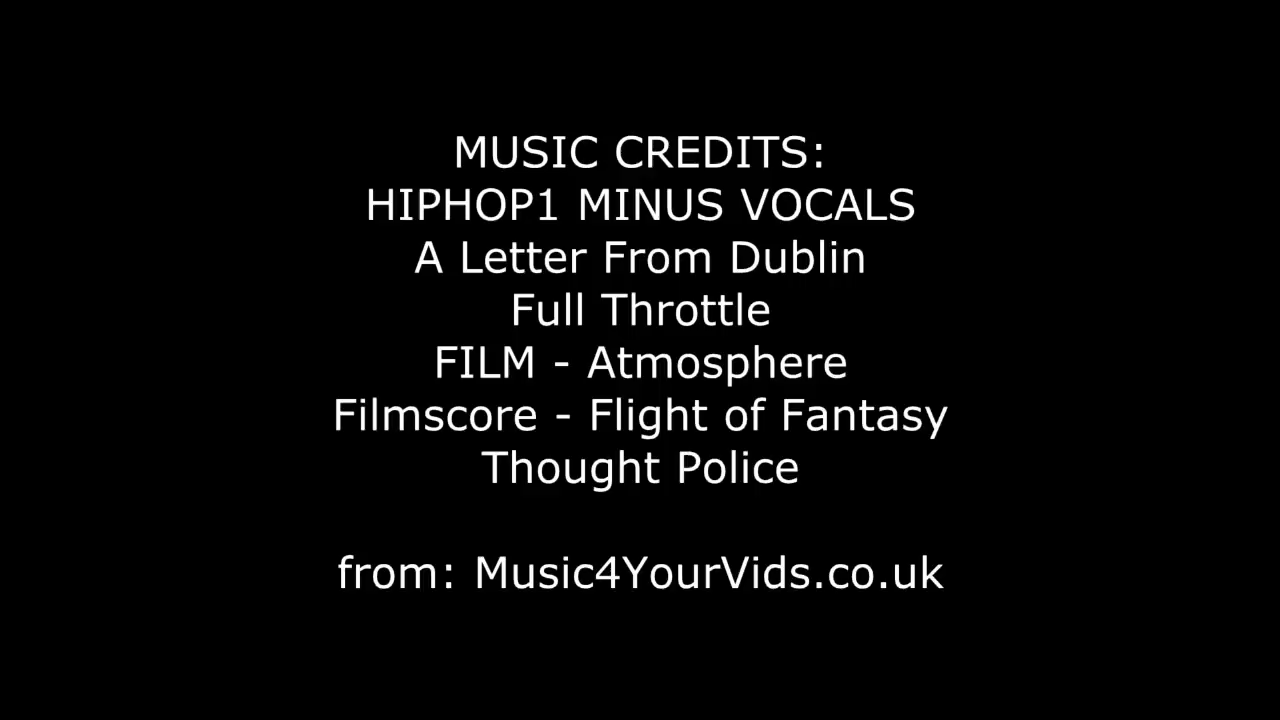 MUSIC CREDITS:
HIPHOP1 MINUS VOCALS
A Letter From Dublin
Full Throttle
FILM - Atmosphere
Filmscore - Flight of Fantasy
Thought Police
from: Music4YourVids.co.uk